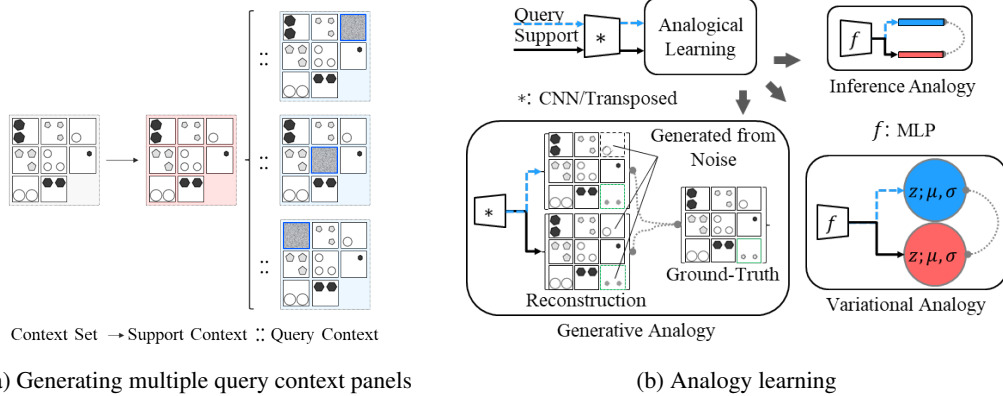 ::
::
::
Context Set → Support Context :: Query Context
) Generating multiple query context panels
Query
Support
*
Analogical
Learning
*: CNN/Transposed
f
Inference Analogy
f: MLP
Generated from
Noise
*
Ground-Truth
Reconstruction
Generative Analogy
f
z; μ, σ
z; μ, σ
Variational Analogy
(b) Analogy learning